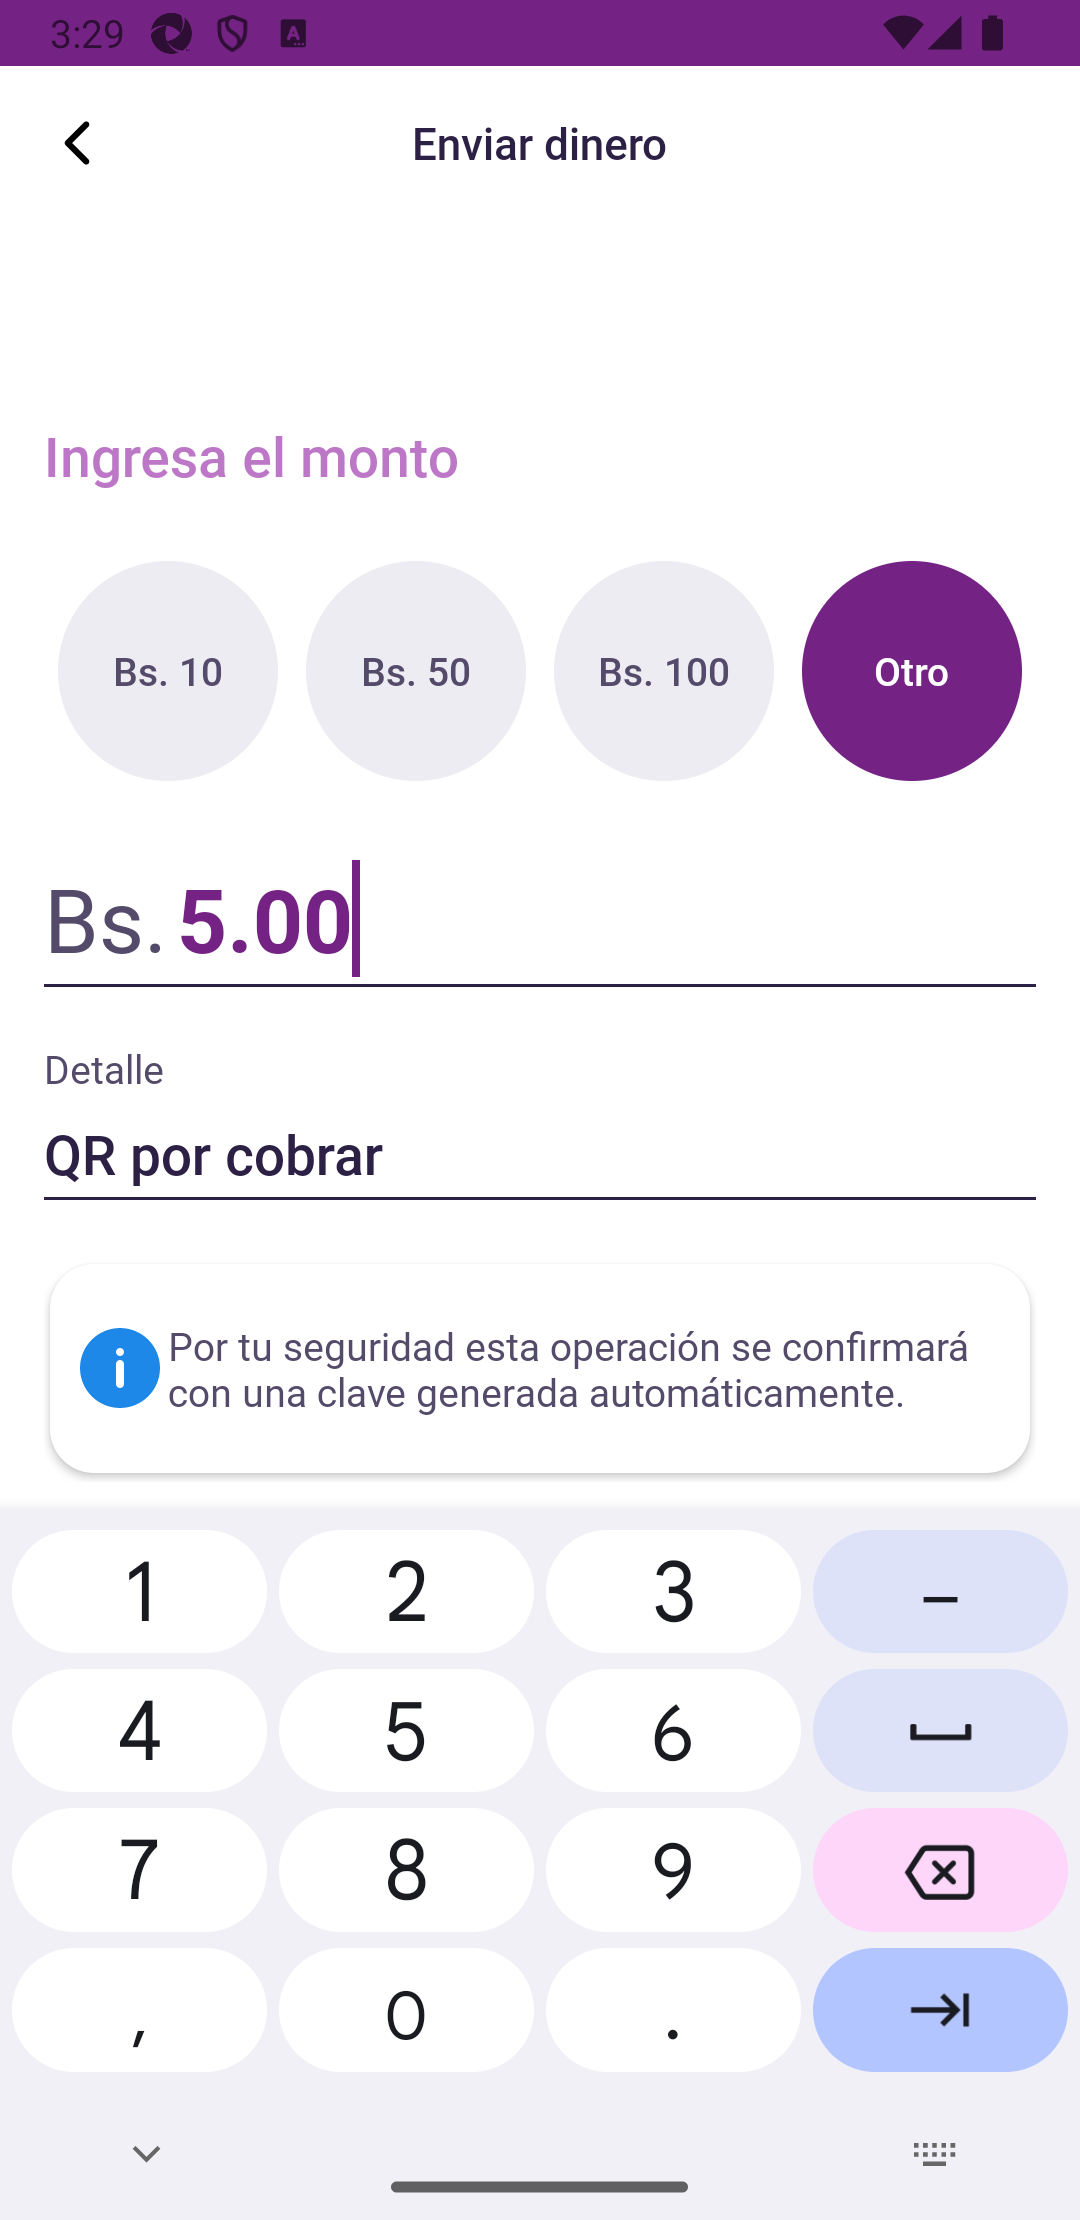 3:29
Enviar dinero
Ingresa el monto
Bs. 10 Bs. 50 Bs. 100 Otro
Bs. 5.00
Detalle
QR por cobrar
Por tu seguridad esta operación se confirmará
con una clave generada automáticamente.
1 2 3 –
4 5 6
7 8 9
, 0 .